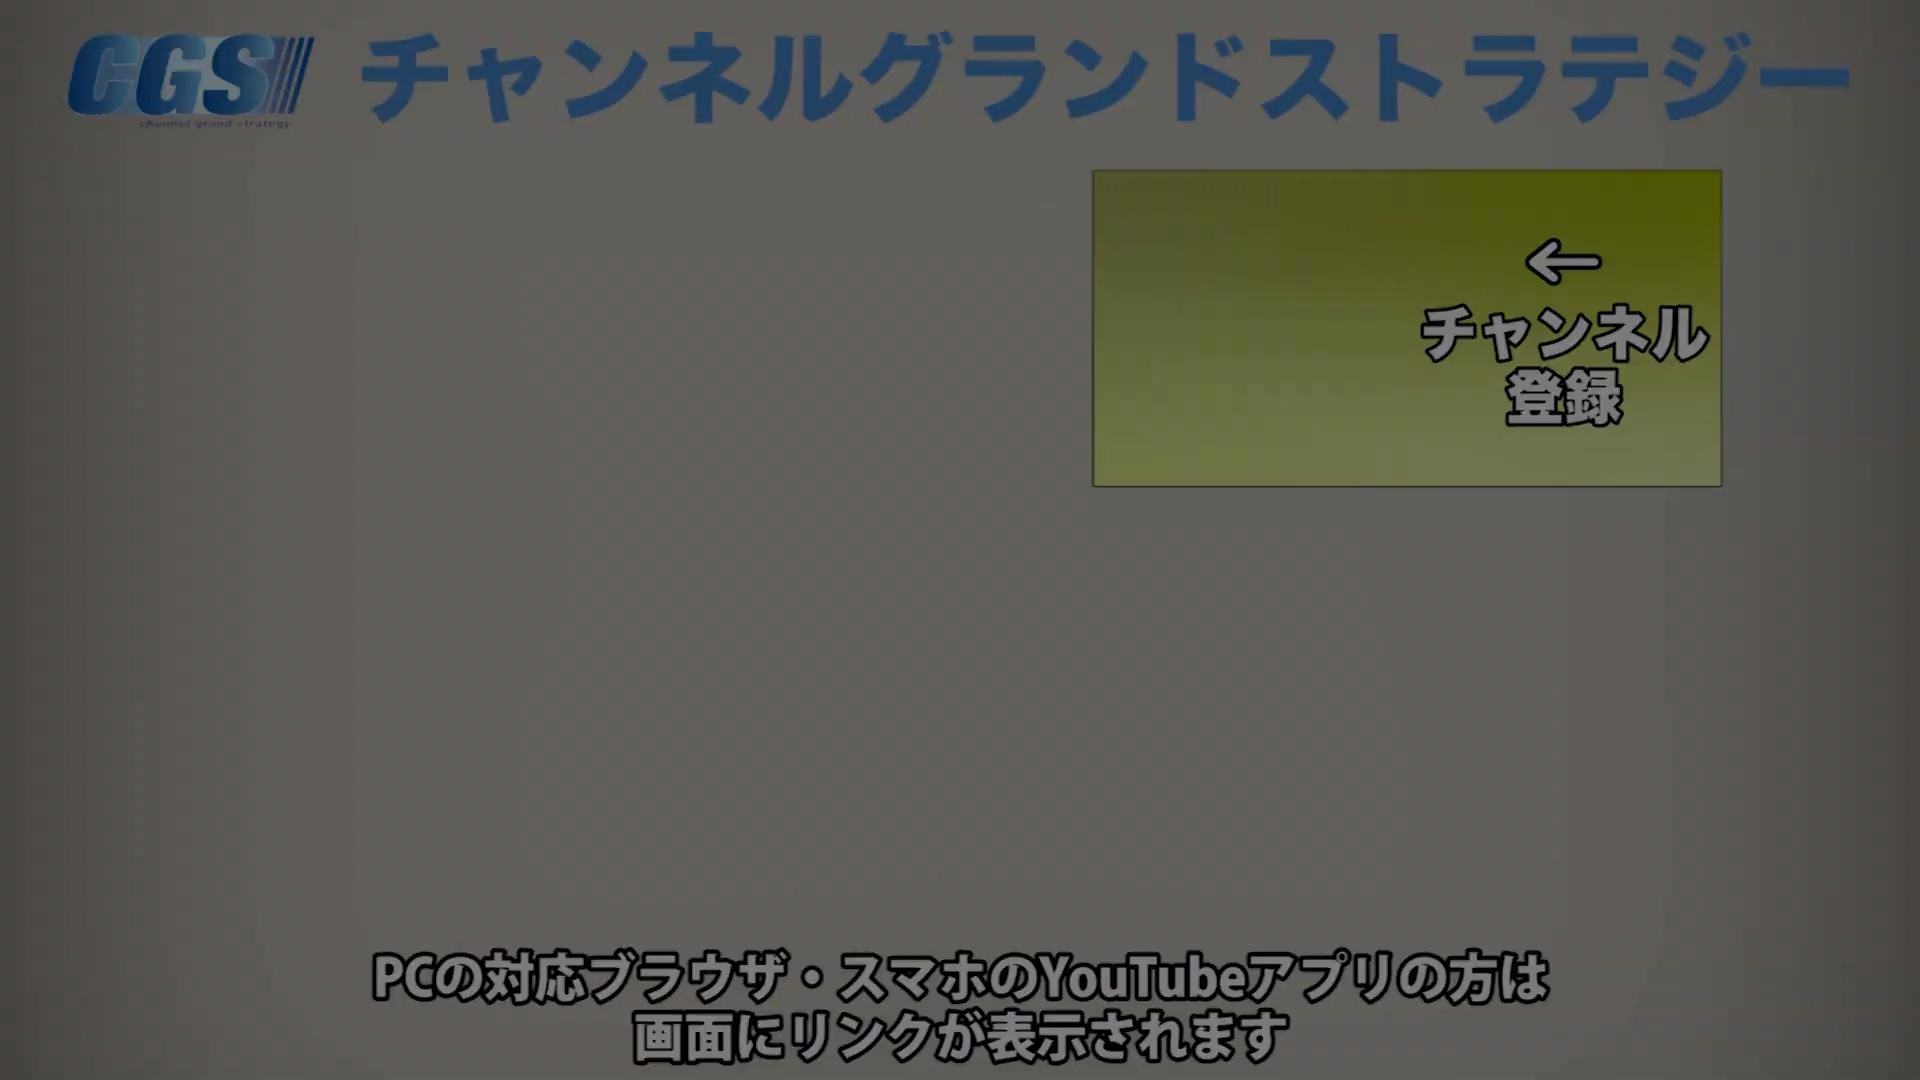 CGS
channel grand strategy
チャンネルグランドストラテジー
←
チャンネル
登録
PCの対応ブラウザ・スマホのYouTubeアプリの方は
画面にリンクが表示されます